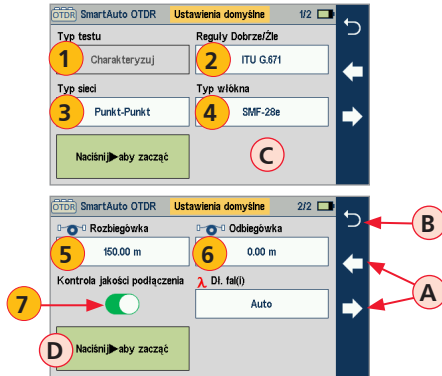 OTDR SmartAuto OTDR Ustawienia domyślne 1/2
Typ testu Reguły Dobrze/Źle
1 Charakteryzuj 2 ITU G.671
Typ sieci Typ włókna
3 Punkt-Punkt 4 SMF-28e
Naciśnij aby zacząć C
OTDR SmartAuto OTDR Ustawienia domyślne 2/2
B
Rozbiegówka Odbiegówka
5 150.00 m 6 0.00 m
Kontrola jakości podłączenia λ Dł. fal(i)
7 Auto A
D Naciśnij aby zacząć